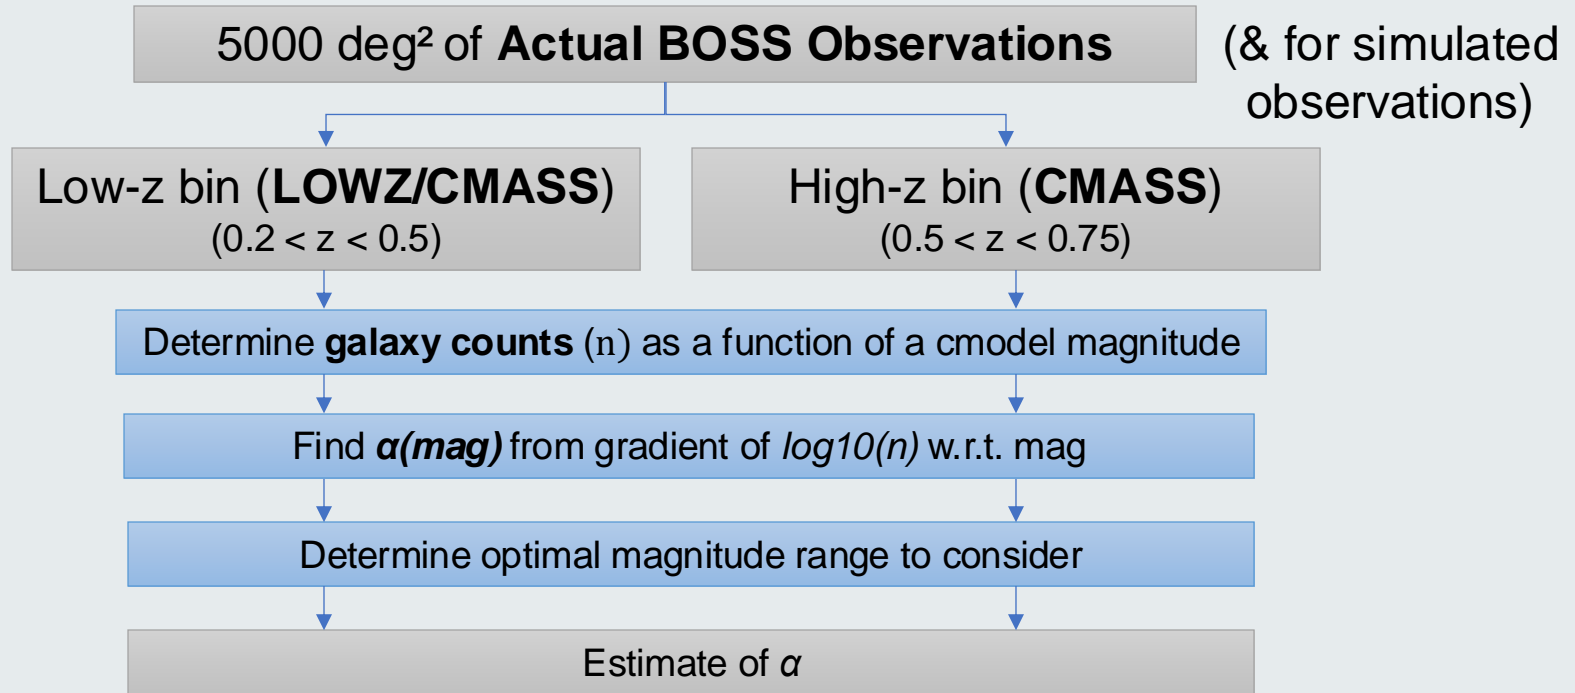 5000 deg² of Actual BOSS Observations
(& for simulated
observations)
Low-z bin (LOWZ/CMASS)
(0.2 < z < 0.5)
High-z bin (CMASS)
(0.5 < z < 0.75)
Determine galaxy counts (n) as a function of a cmodel magnitude
Find α(mag) from gradient of log10(n) w.r.t. mag
Determine optimal magnitude range to consider
Estimate of α